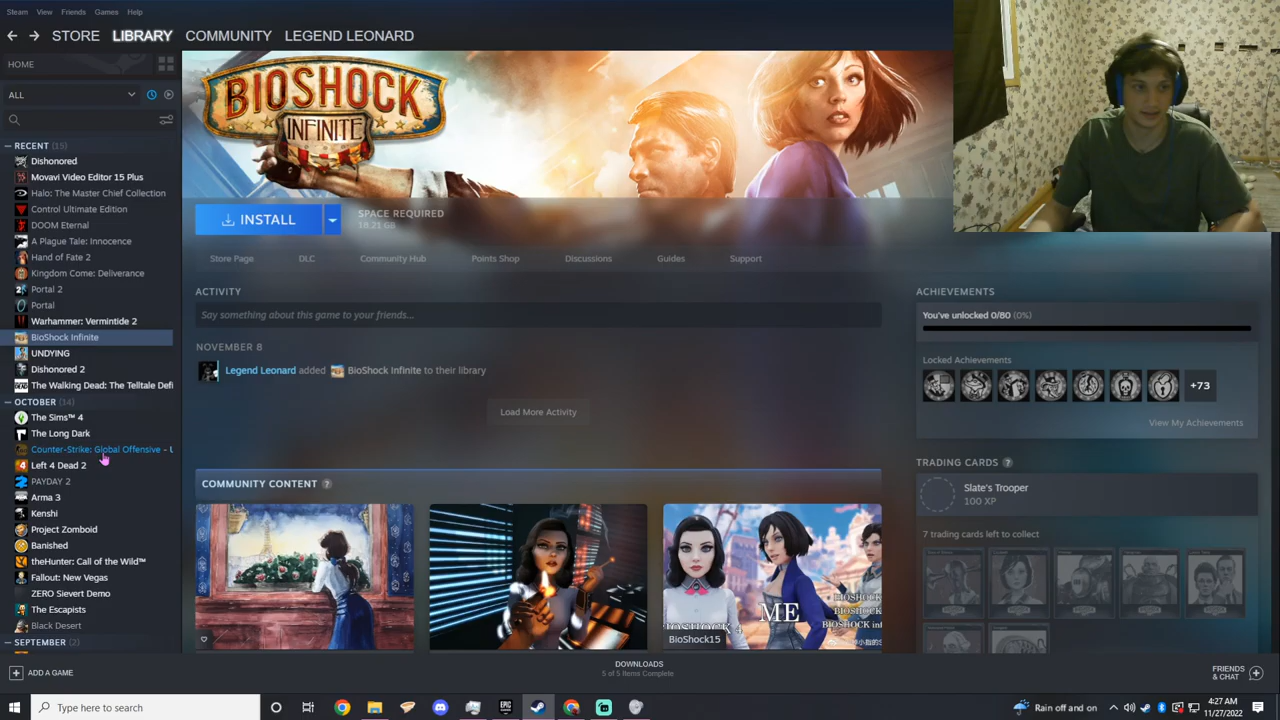 Steam View Friends Games Help
STORE LIBRARY COMMUNITY LEGEND LEONARD
HOME
ALL
RECENT (15)
Dishonored
Movavi Video Editor 15 Plus
Halo: The Master Chief Collection
Control Ultimate Edition
DOOM Eternal
A Plague Tale: Innocence
Hand of Fate 2
Kingdom Come: Deliverance
Portal 2
Portal
Warhammer: Vermintide 2
BioShock Infinite
UNDYING
Dishonored 2
The Walking Dead: The Telltale Defi
OCTOBER (14)
The Sims™ 4
The Long Dark
Counter-Strike: Global Offensive - U
Left 4 Dead 2
PAYDAY 2
Arma 3
Kenshi
Project Zomboid
Banished
theHunter: Call of the Wild™
Fallout: New Vegas
ZERO Sievert Demo
The Escapists
Black Desert
SEPTEMBER (2)
BIOSHOCK
INFINITE
INSTALL
SPACE REQUIRED
18.21 GB
Store Page DLC Community Hub Points Shop Discussions Guides Support
ACTIVITY
Say something about this game to your friends...
NOVEMBER 8
Legend Leonard added BioShock Infinite to their library
Load More Activity
COMMUNITY CONTENT ?
ME
BioShock15
ACHIEVEMENTS
You've unlocked 0/80 (0%)
Locked Achievements
+73
View My Achievements
TRADING CARDS ?
Slate's Trooper
100 XP
7 trading cards left to collect
ADD A GAME
DOWNLOADS
5 of 5 Items Complete
FRIENDS
& CHAT
Type here to search
Rain off and on
4:27 AM
11/27/2022